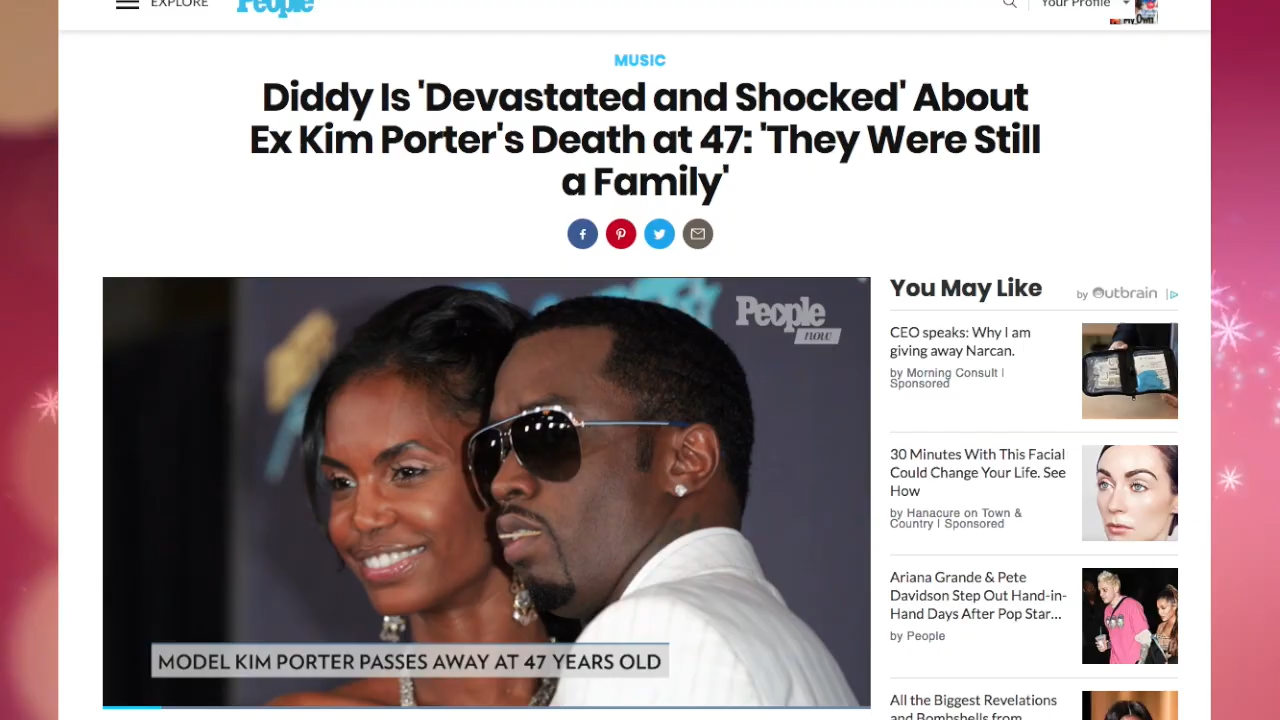 EXPLORE
People
Your Profile
MUSIC
Diddy Is 'Devastated and Shocked' About
Ex Kim Porter's Death at 47: 'They Were Still
a Family'
People
now
MODEL KIM PORTER PASSES AWAY AT 47 YEARS OLD
You May Like
by Outbrain
CEO speaks: Why I am
giving away Narcan.
by Morning Consult |
Sponsored
30 Minutes With This Facial
Could Change Your Life. See
How
by Hanacure on Town &
Country | Sponsored
Ariana Grande & Pete
Davidson Step Out Hand-in-
Hand Days After Pop Star...
by People
All the Biggest Revelations
and Bombshells from